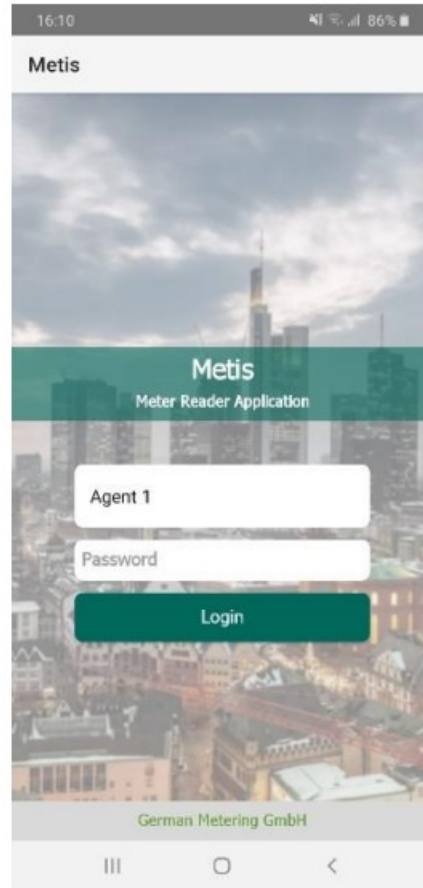 16:10
86%
Metis
Metis
Meter Reader Application
Agent 1
Password
Login
German Metering GmbH